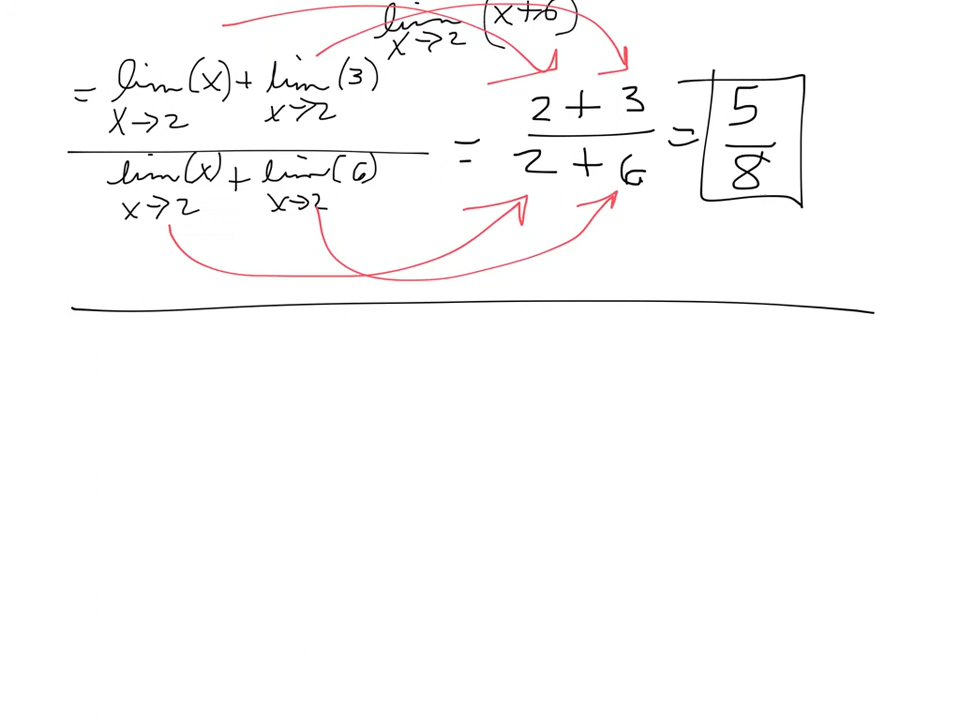 lim (x+6)
x→2
= lim (x) + lim (3)
x→2 x→2
lim (x) + lim (6)
x→2 x→2
= 2 + 3
2 + 6
= 5
8